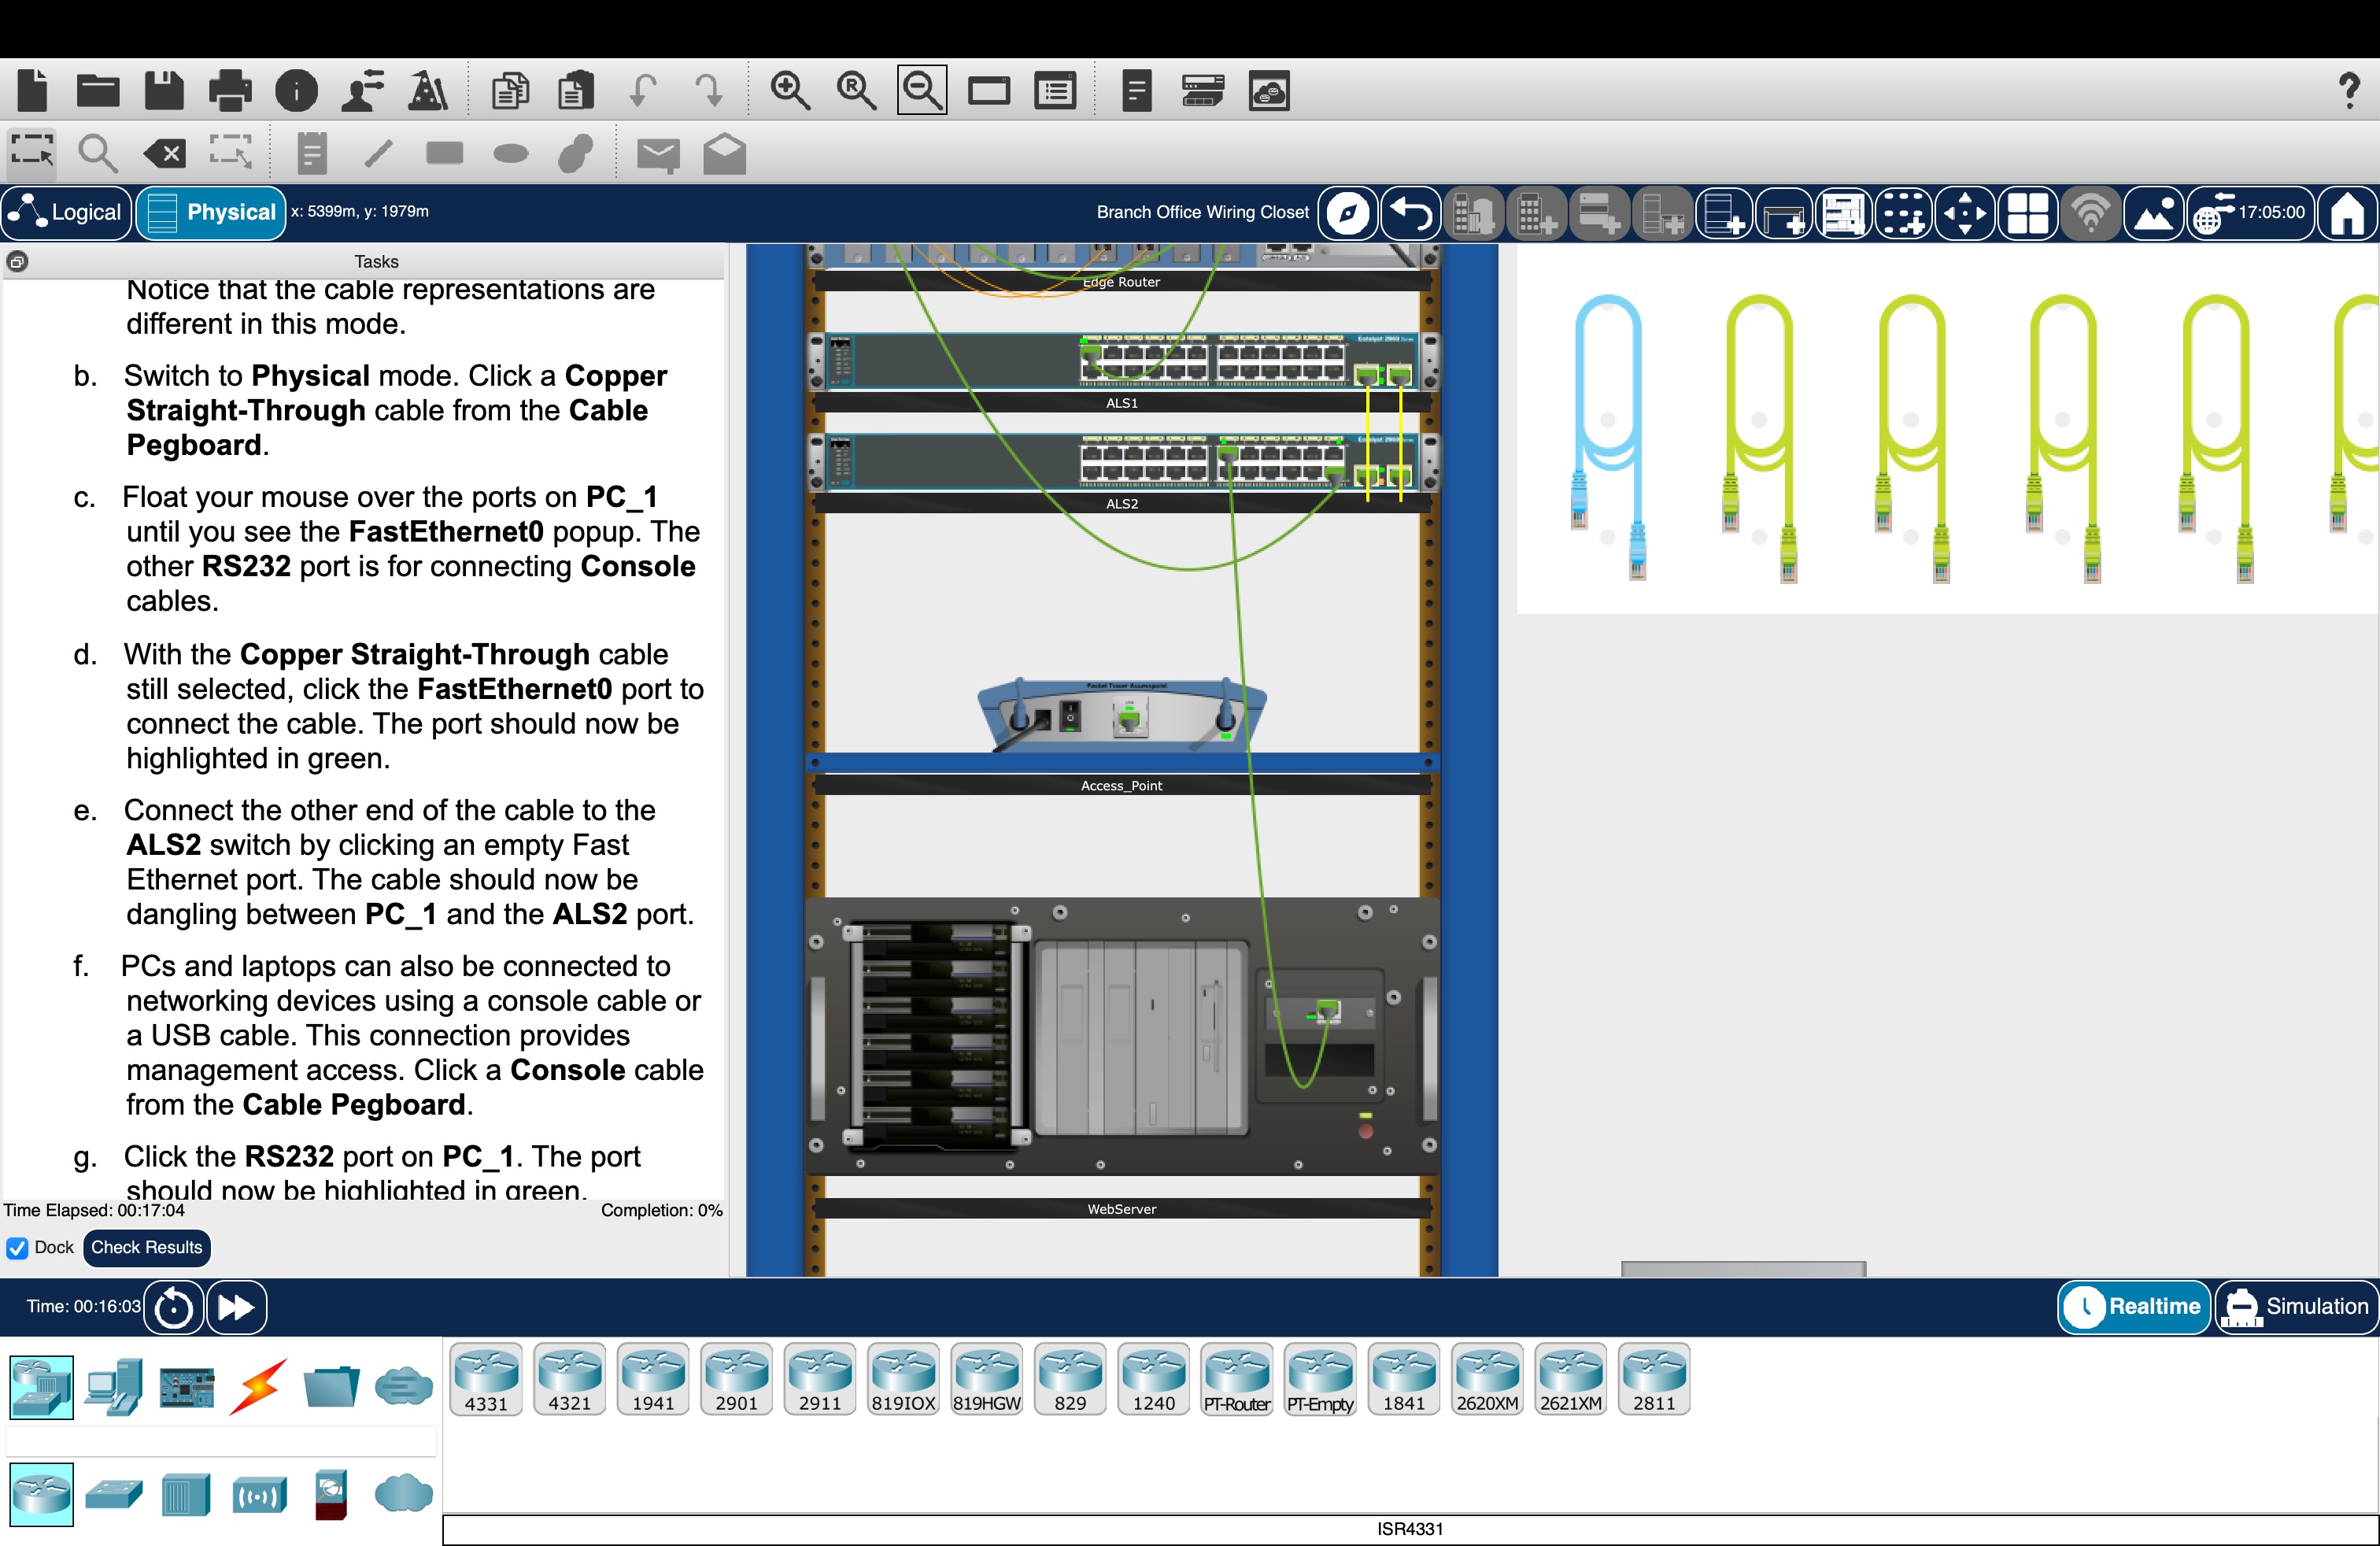 Logical
Physical
x: 5399m, y: 1979m
Branch Office Wiring Closet
17:05:00
Tasks
Notice that the cable representations are
different in this mode.
b. Switch to Physical mode. Click a Copper
Straight-Through cable from the Cable
Pegboard.
c. Float your mouse over the ports on PC_1
until you see the FastEthernet0 popup. The
other RS232 port is for connecting Console
cables.
d. With the Copper Straight-Through cable
still selected, click the FastEthernet0 port to
connect the cable. The port should now be
highlighted in green.
e. Connect the other end of the cable to the
ALS2 switch by clicking an empty Fast
Ethernet port. The cable should now be
dangling between PC_1 and the ALS2 port.
f. PCs and laptops can also be connected to
networking devices using a console cable or
a USB cable. This connection provides
management access. Click a Console cable
from the Cable Pegboard.
g. Click the RS232 port on PC_1. The port
should now be highlighted in green.
Time Elapsed: 00:17:04
Completion: 0%
Dock
Check Results
Edge Router
ALS1
ALS2
Packet Tracer Accesspoint
Access_Point
WebServer
Time: 00:16:03
Realtime
Simulation
4331
4321
1941
2901
2911
819IOX
819HGW
829
1240
PT-Router
PT-Empty
1841
2620XM
2621XM
2811
ISR4331